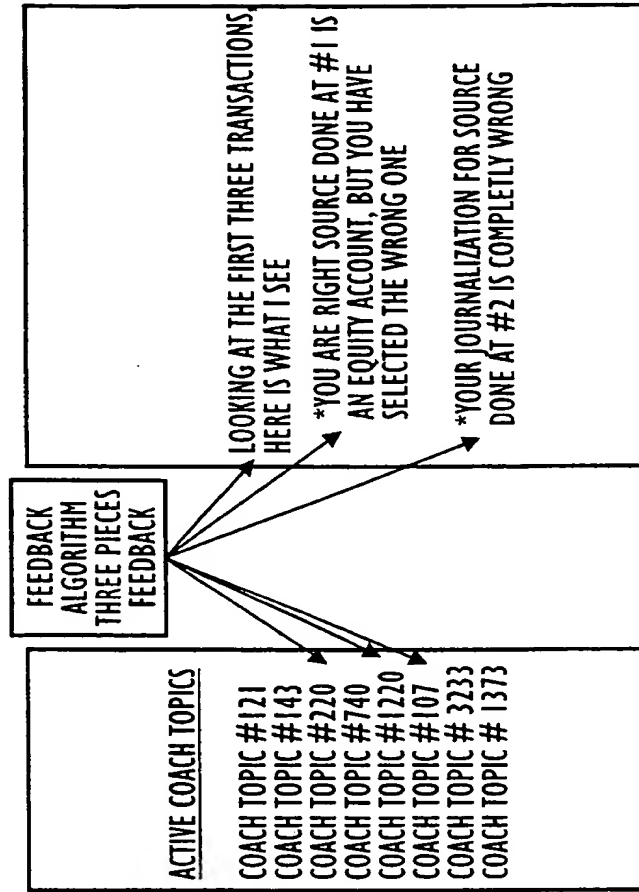 FEEDBACK
ALGORITHM
THREE PIECES
FEEDBACK
ACTIVE COACH TOPICS
COACH TOPIC #121
COACH TOPIC #143
COACH TOPIC #220
COACH TOPIC #740
COACH TOPIC #1220
COACH TOPIC #107
COACH TOPIC # 3233
COACH TOPIC # 1373
LOOKING AT THE FIRST THREE TRANSACTIONS,
HERE IS WHAT I SEE
*YOU ARE RIGHT SOURCE DONE AT #1 IS
AN EQUITY ACCOUNT, BUT YOU HAVE
SELECTED THE WRONG ONE
*YOUR JOURNALIZATION FOR SOURCE
DONE AT #2 IS COMPLETLY WRONG